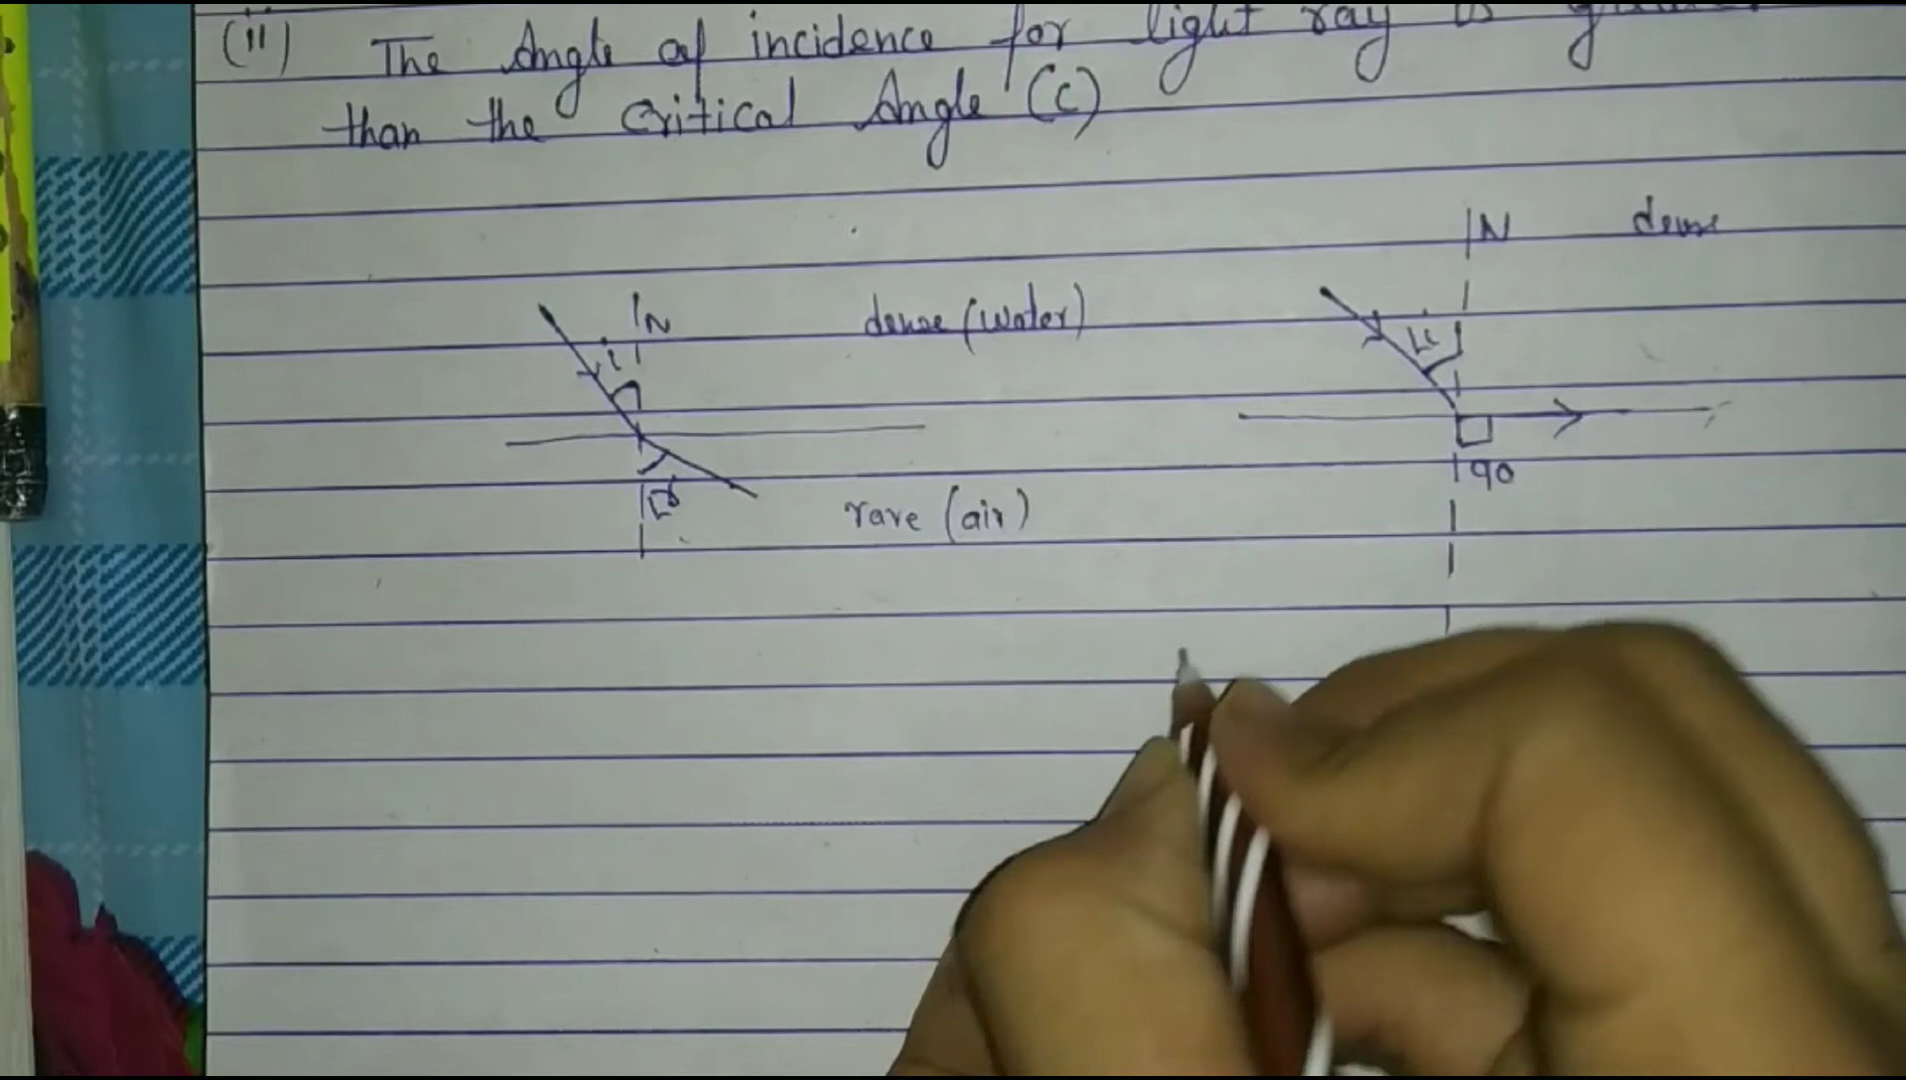 (ii) The Angle of incidence for light ray is
than the critical Angle (c)
N dense
N dense (water)
i
90
rare (air)